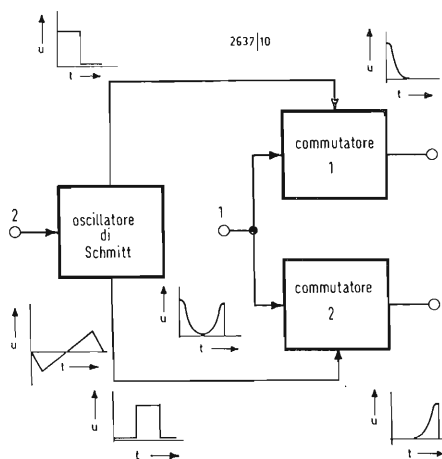 u
t
2637|10
u
t
commutatore
1
2
oscillatore
di
Schmitt
1
commutatore
2
u
t
u
t
u
t
u
t